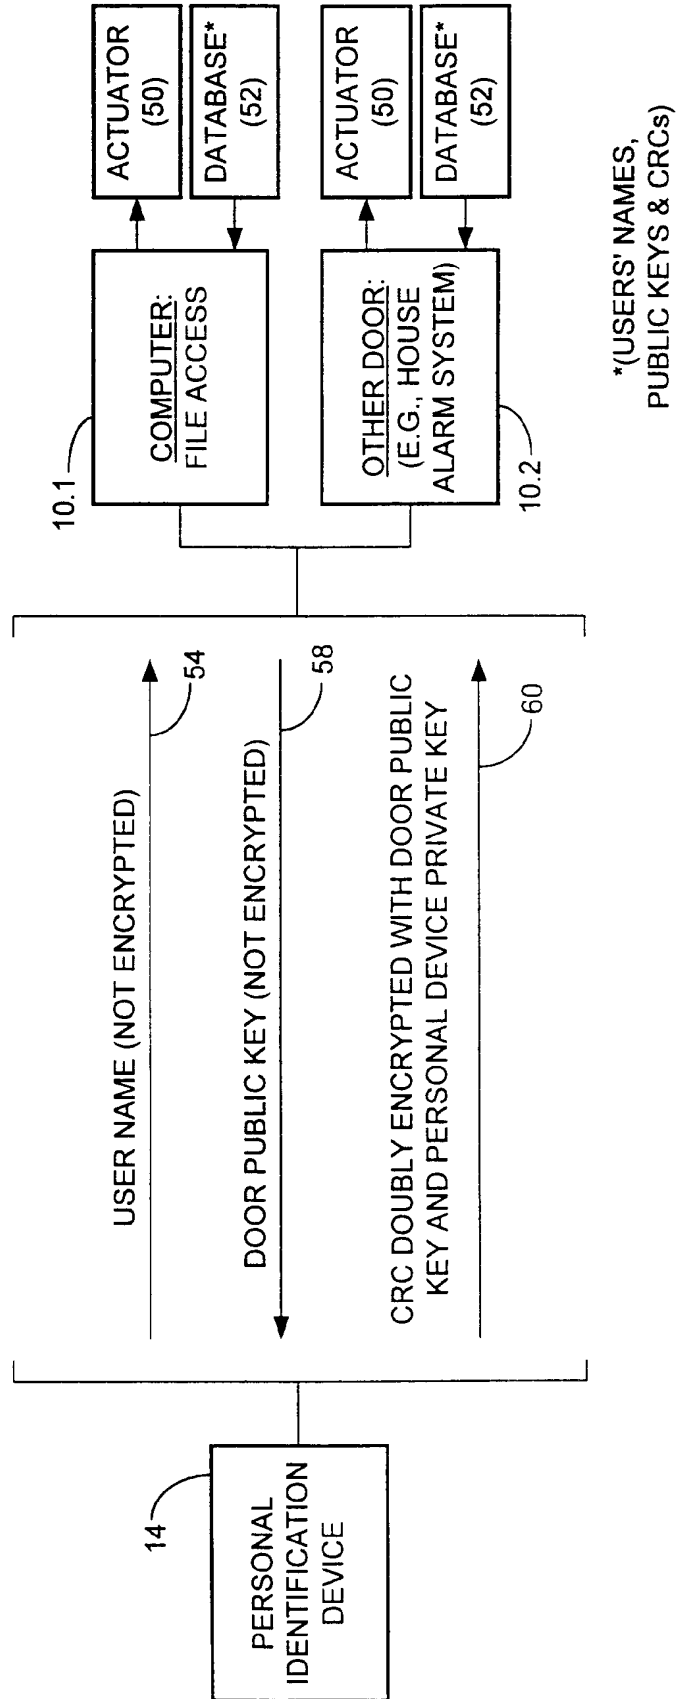 PERSONAL
IDENTIFICATION
DEVICE
14
USER NAME (NOT ENCRYPTED)
54
DOOR PUBLIC KEY (NOT ENCRYPTED)
58
CRC DOUBLY ENCRYPTED WITH DOOR PUBLIC
KEY AND PERSONAL DEVICE PRIVATE KEY
60
10.1
COMPUTER:
FILE ACCESS
ACTUATOR
(50)
DATABASE*
(52)
OTHER DOOR:
(E.G., HOUSE
ALARM SYSTEM)
10.2
ACTUATOR
(50)
DATABASE*
(52)
*(USERS' NAMES,
PUBLIC KEYS & CRCs)